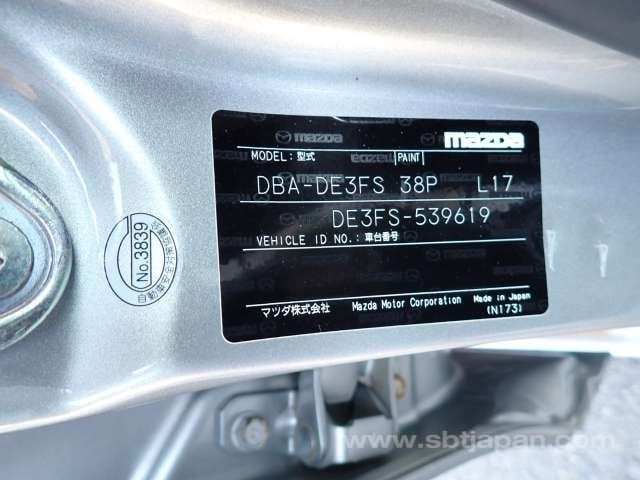 mazda mazda
MODEL:型式 PAINT
DBA-DE3FS 38P L17
DE3FS-539619
VEHICLE ID NO.:車台番号
マツダ株式会社 Mazda Motor Corporation Made in Japan
(N173)
No.3839
www.sbtjapan.com